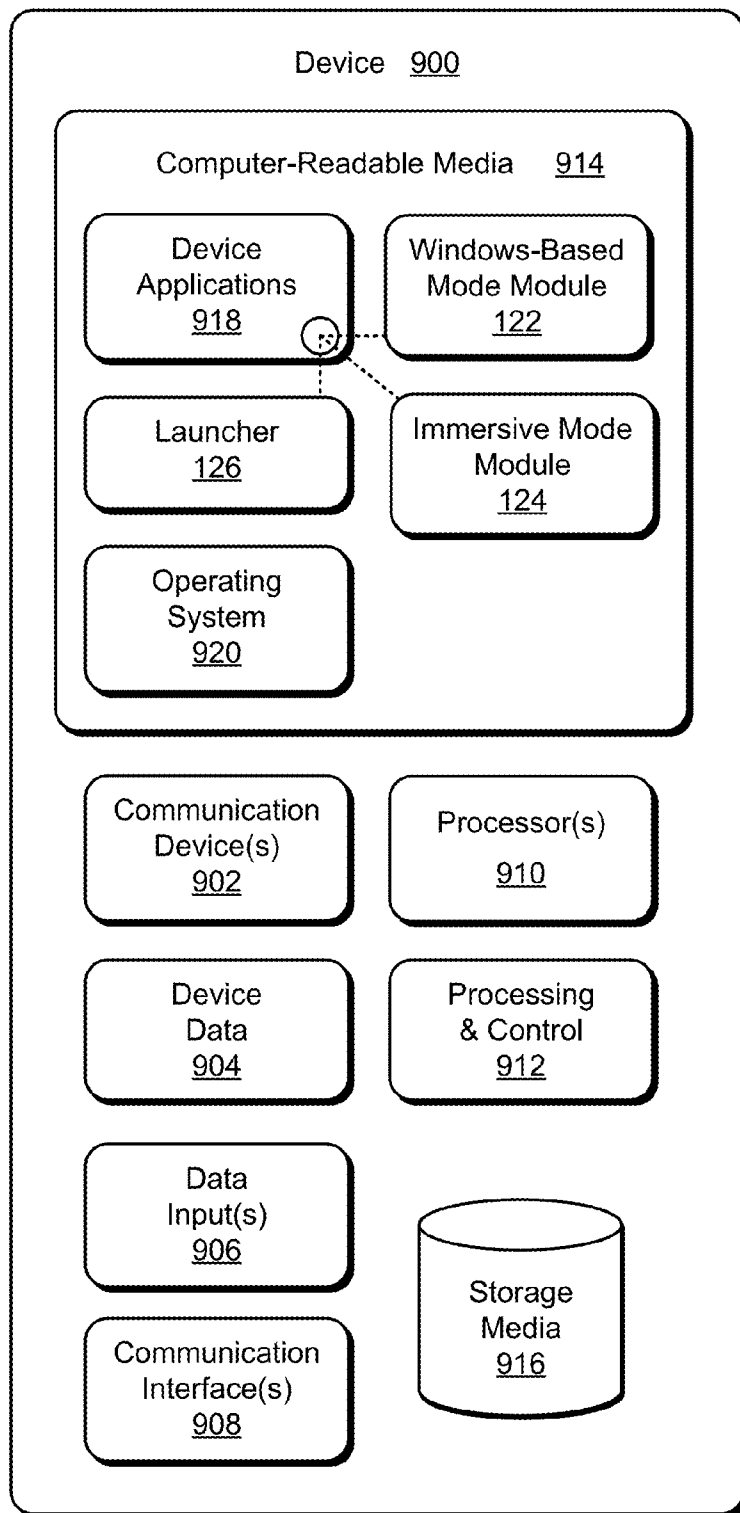 Device 900
Computer-Readable Media 914
Device
Applications
918
Windows-Based
Mode Module
122
Launcher
126
Immersive Mode
Module
124
Operating
System
920
Communication
Device(s)
902
Processor(s)
910
Device
Data
904
Processing
& Control
912
Data
Input(s)
906
Storage
Media
916
Communication
Interface(s)
908